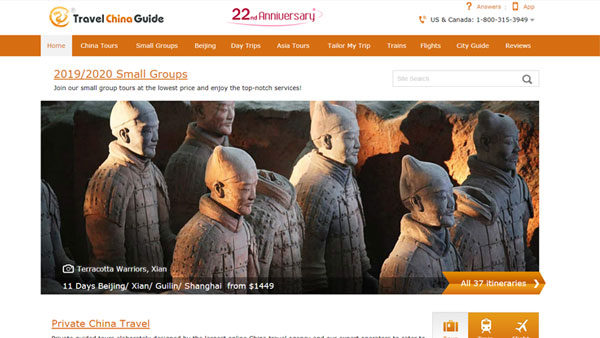 Travel China Guide
22nd Anniversary
Answers App
US & Canada: 1-800-315-3949
Home China Tours Small Groups Beijing Day Trips Asia Tours Tailor My Trip Trains Flights City Guide Reviews
2019/2020 Small Groups
Join our small group tours at the lowest price and enjoy the top-notch services!
Site Search
Terracotta Warriors, Xian
11 Days Beijing/ Xian/ Guilin/ Shanghai from $1449
All 37 itineraries
Private China Travel